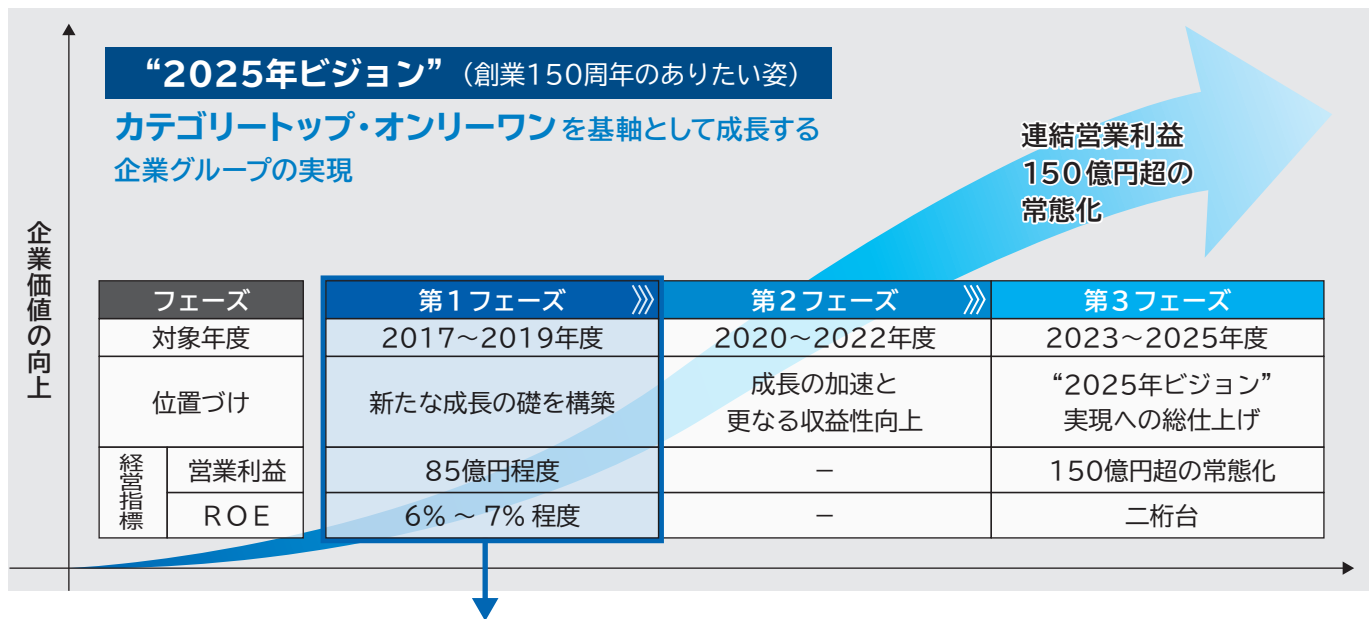 “2025年ビジョン”（創業150周年のありたい姿）
カテゴリートップ・オンリーワンを基軸として成長する
企業グループの実現
連結営業利益
150億円超の
常態化
企業価値の向上
フェーズ 第1フェーズ 第2フェーズ 第3フェーズ
対象年度 2017～2019年度 2020～2022年度 2023～2025年度
位置づけ 新たな成長の礎を構築
成長の加速と
更なる収益性向上
“2025年ビジョン”
実現への総仕上げ
経営指標
営業利益 85億円程度 － 150億円超の常態化
ROE 6% ～ 7% 程度 － 二桁台